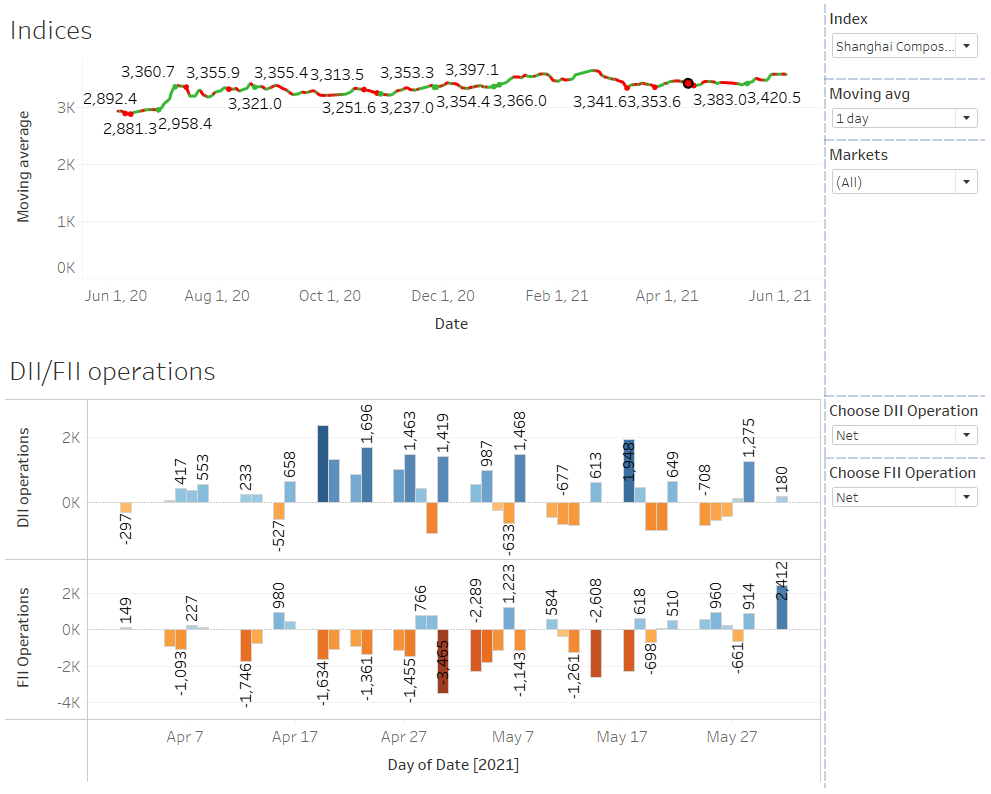 Indices
Index
Shanghai Compos...
Moving avg
1 day
Markets
(All)
3,360.7 3,355.9 3,355.4 3,313.5 3,353.3 3,397.1
2,892.4 3,321.0 3,251.6 3,237.0 3,354.4 3,366.0 3,341.6 3,353.6 3,383.0 3,420.5
2,881.3 2,958.4
Moving average
3K
2K
1K
0K
Jun 1, 20 Aug 1, 20 Oct 1, 20 Dec 1, 20 Feb 1, 21 Apr 1, 21 Jun 1, 21
Date
DII/FII operations
Choose DII Operation
Net
Choose FII Operation
Net
DII operations
2K
0K
-297 417 553 233 -527 658 1,696 1,463 1,419 987 -633 1,468 -677 613 1,948 649 -708 1,275 180
FII Operations
2K
0K
-2K
-4K
149 -1,093 227 -1,746 980 -1,634 -1,361 -1,455 766 -3,465 -2,289 1,223 -1,143 584 -1,261 -2,608 618 -698 510 960 -661 914 2,412
Apr 7 Apr 17 Apr 27 May 7 May 17 May 27
Day of Date [2021]